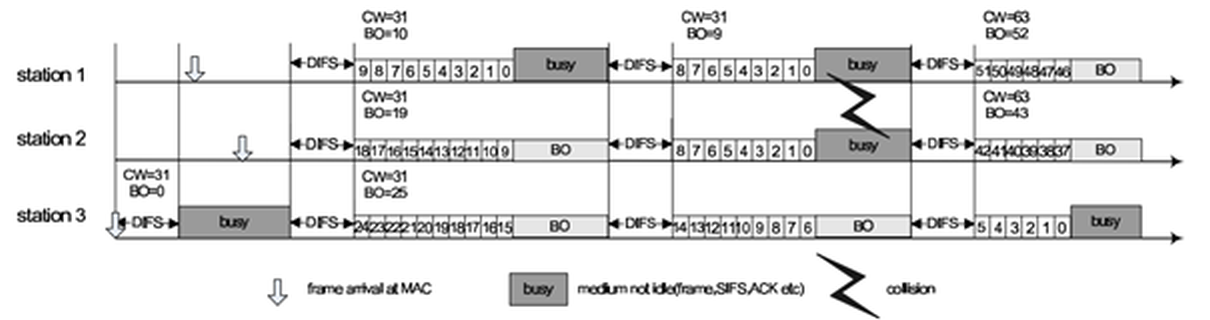 CW=31 CW=31 CW=63
BO=10 BO=9 BO=52
station 1 DIFS 9 8 7 6 5 4 3 2 1 0 busy DIFS 8 7 6 5 4 3 2 1 0 busy DIFS 51 50 49 48 47 46 BO
CW=31 CW=63
BO=19 BO=43
station 2 DIFS 18 17 16 15 14 13 12 11 10 9 BO DIFS 8 7 6 5 4 3 2 1 0 busy DIFS 42 41 40 39 38 37 BO
CW=31 CW=31
BO=0 BO=25
station 3 DIFS busy DIFS 24 23 22 21 20 19 18 17 16 15 BO DIFS 14 13 12 11 10 9 8 7 6 BO DIFS 5 4 3 2 1 0 busy
frame arrival at MAC busy medium not idle(frame,SIFS,ACK etc) collision